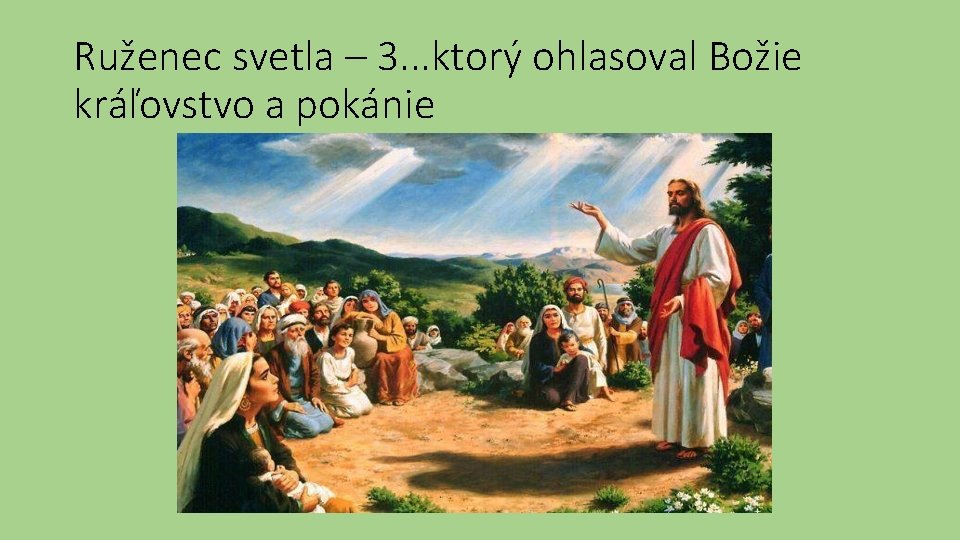 Ruženec svetla – 3...ktorý ohlasoval Božie
kráľovstvo a pokánie